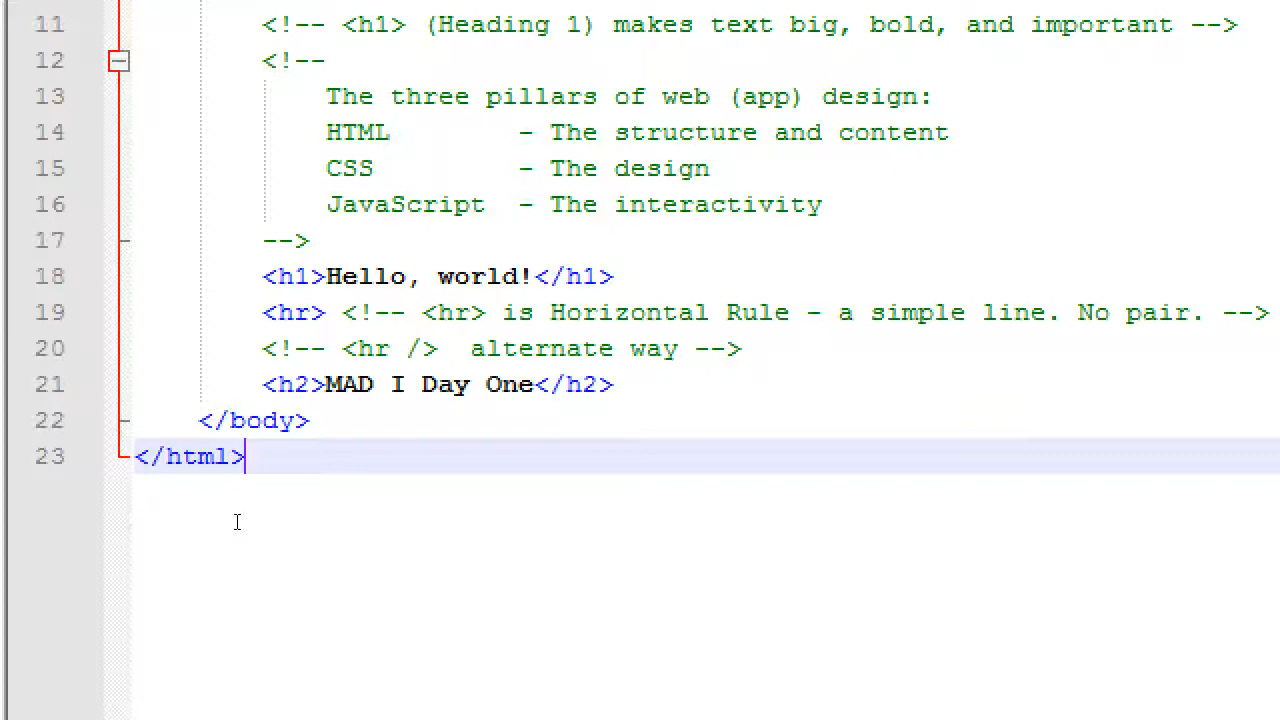 11 <!-- <h1> (Heading 1) makes text big, bold, and important -->
12 <!--
13 The three pillars of web (app) design:
14 HTML - The structure and content
15 CSS - The design
16 JavaScript - The interactivity
17 -->
18 <h1>Hello, world!</h1>
19 <hr> <!-- <hr> is Horizontal Rule - a simple line. No pair. -->
20 <!-- <hr />  alternate way -->
21 <h2>MAD I Day One</h2>
22 </body>
23 </html>